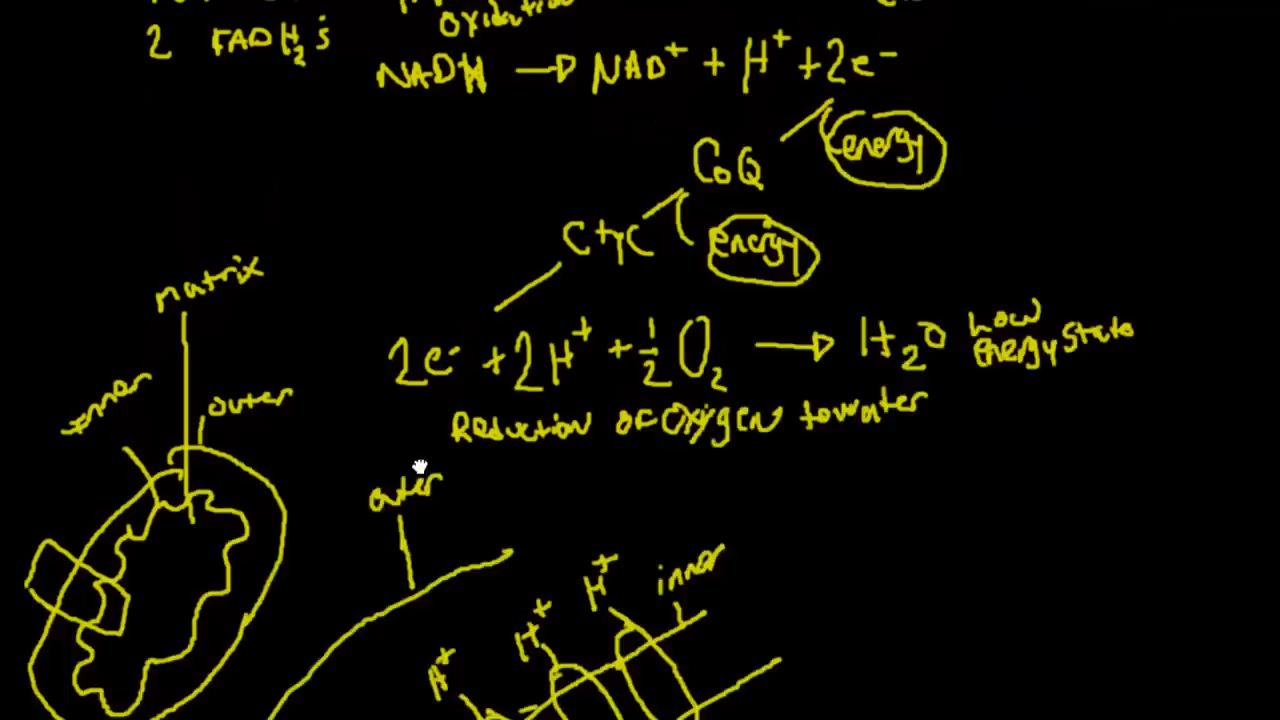 oxidation
2 FADH₂'s
NADH → NAD⁺ + H⁺ + 2e⁻
CoQ
energy
CytC
energy
matrix
2e⁻ + 2H⁺ + ½ O₂ → H₂O Low
energy state
inner
outer
Reduction of oxygen to water
outer
inner
H⁺
H⁺
H⁺